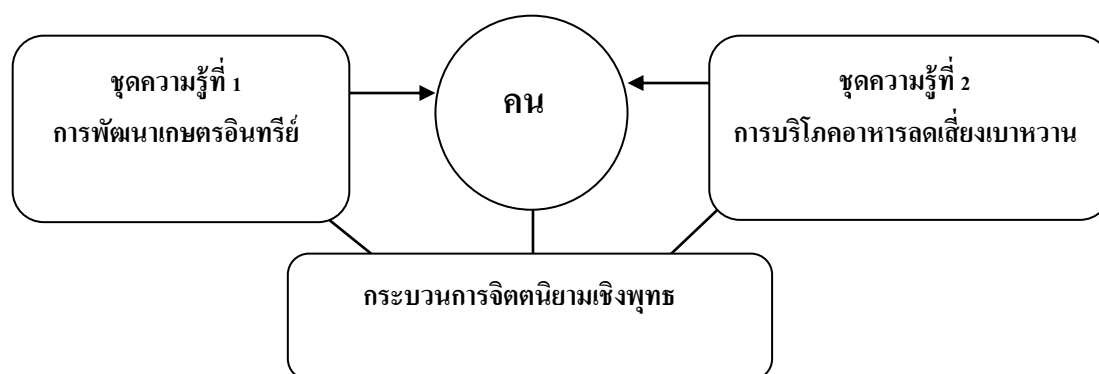 ชุดความรู้ที่ 1
การพัฒนาเกษตรอินทรีย์
คน
ชุดความรู้ที่ 2
การบริโภคอาหารลดเสี่ยงเบาหวาน
กระบวนการจิตตนิยามเชิงพุทธ